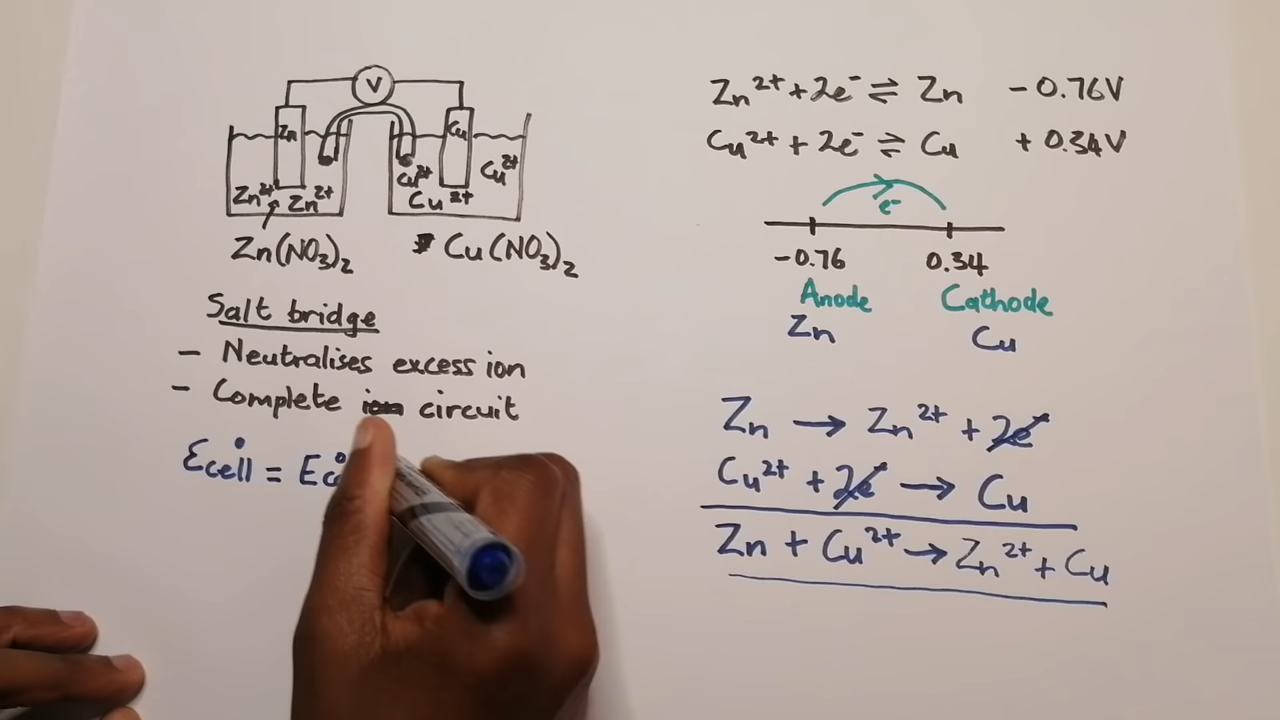 V
Zn
Cu
Zn²⁺ Zn²⁺
Cu²⁺
Cu²⁺
Cu²⁺
Zn(NO₃)₂
Cu(NO₃)₂
Salt bridge
- Neutralises excess ion
- Complete circuit
Ecell° =
Zn²⁺ + 2e⁻ ⇌ Zn -0.76V
Cu²⁺ + 2e⁻ ⇌ Cu +0.34V
e⁻
-0.76 0.34
Anode Cathode
Zn Cu
Zn → Zn²⁺ + 2e
Cu²⁺ + 2e → Cu
Zn + Cu²⁺ → Zn²⁺ + Cu